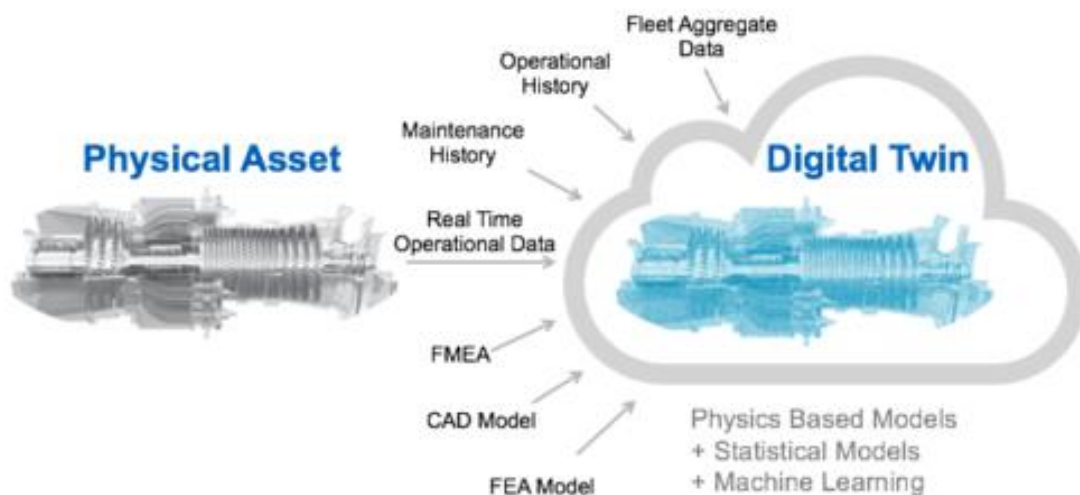 Fleet Aggregate
Data
Operational
History
Maintenance
History
Physical Asset
Digital Twin
Real Time
Operational Data
FMEA
CAD Model
FEA Model
Physics Based Models
+ Statistical Models
+ Machine Learning